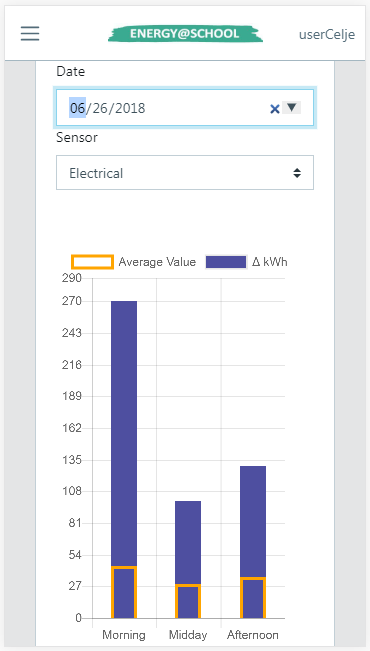 ENERGY@SCHOOL
userCelje
Date
06/26/2018
Sensor
Electrical
Average Value Δ kWh
290
270
243
216
189
162
135
108
81
54
27
0
Morning Midday Afternoon